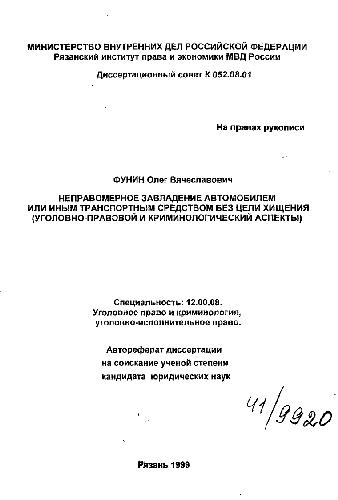 МИНИСТЕРСТВО ВНУТРЕННИХ ДЕЛ РОССИЙСКОЙ ФЕДЕРАЦИИ
Рязанский институт права и экономики МВД России
Диссертационный совет К 052.08.01
На правах рукописи
ФУНИН Олег Вячеславович
НЕПРАВОМЕРНОЕ ЗАВЛАДЕНИЕ АВТОМОБИЛЕМ
ИЛИ ИНЫМ ТРАНСПОРТНЫМ СРЕДСТВОМ БЕЗ ЦЕЛИ ХИЩЕНИЯ
(УГОЛОВНО-ПРАВОВОЙ И КРИМИНОЛОГИЧЕСКИЙ АСПЕКТЫ)
Специальность: 12.00.08.
Уголовное право и криминология,
уголовно-исполнительное право.
Автореферат диссертации
на соискание ученой степени
кандидата юридических наук
41/9920
Рязань 1999